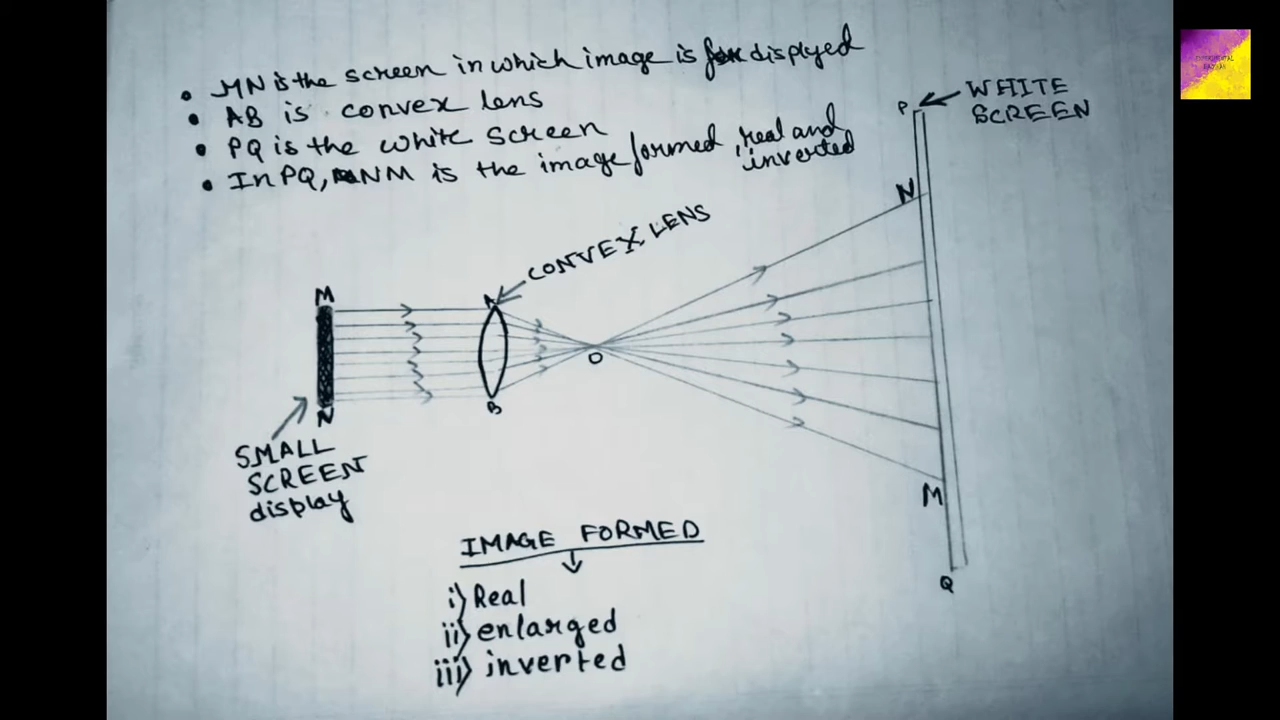 • MN is the screen in which image is displayed
• AB is convex lens
• PQ is the white screen
• In PQ, NM is the image formed, real and
inverted
P
WHITE
SCREEN
N
CONVEX LENS
M
A
O
B
N
SMALL
SCREEN
display
M
Q
IMAGE FORMED
i) Real
ii) enlarged
iii) inverted